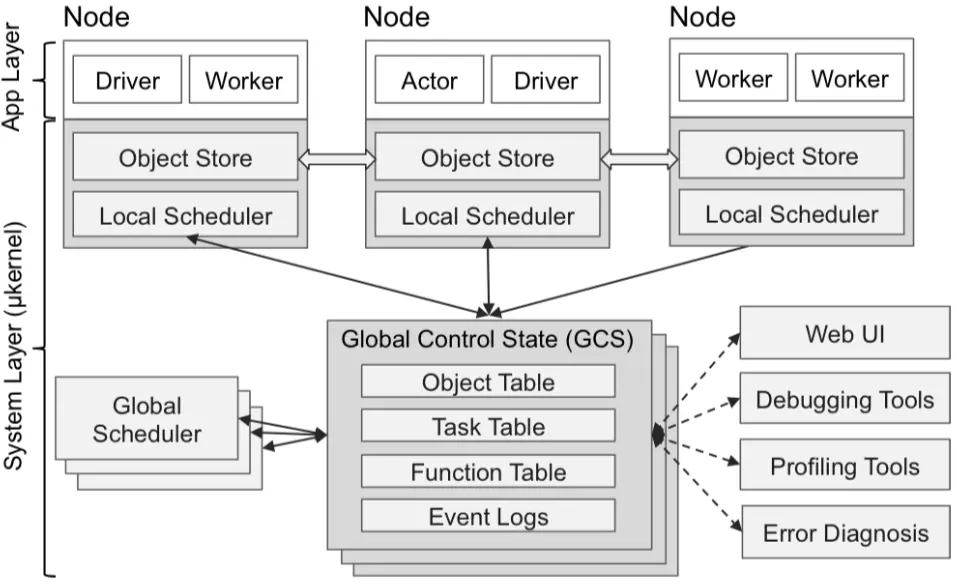 Node
Node
Node
App Layer
Driver
Worker
Actor
Driver
Worker
Worker
Object Store
Object Store
Object Store
Local Scheduler
Local Scheduler
Local Scheduler
System Layer (μkernel)
Global Control State (GCS)
Object Table
Task Table
Function Table
Event Logs
Global
Scheduler
Web UI
Debugging Tools
Profiling Tools
Error Diagnosis